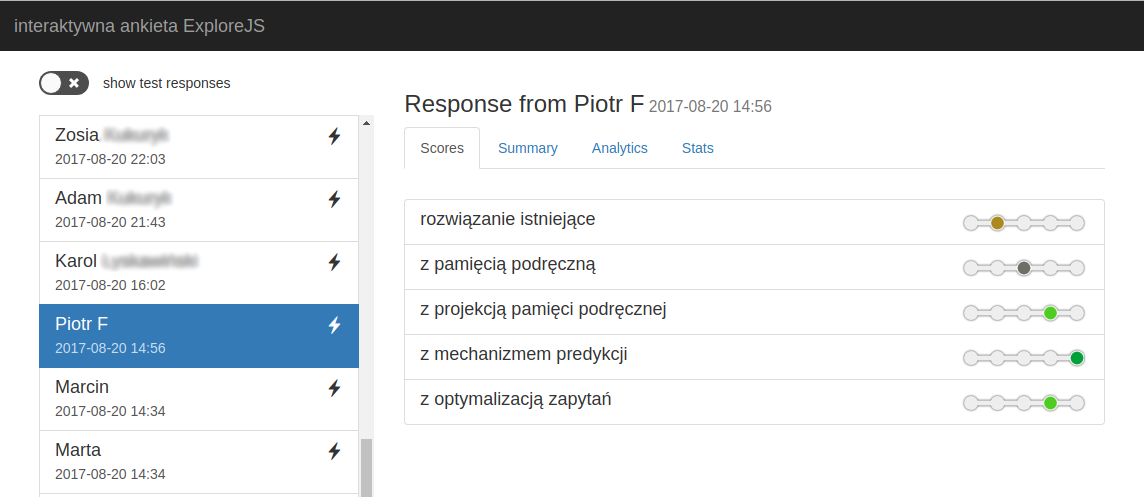 interaktywna ankieta ExploreJS
show test responses
Zosia
2017-08-20 22:03
Adam
2017-08-20 21:43
Karol
2017-08-20 16:02
Piotr F
2017-08-20 14:56
Marcin
2017-08-20 14:34
Marta
2017-08-20 14:34
Response from Piotr F 2017-08-20 14:56
Scores Summary Analytics Stats
rozwiązanie istniejące
z pamięcią podręczną
z projekcją pamięci podręcznej
z mechanizmem predykcji
z optymalizacją zapytań